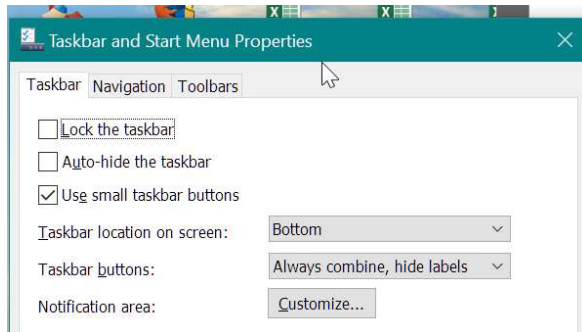 Taskbar and Start Menu Properties
Taskbar Navigation Toolbars
Lock the taskbar
Auto-hide the taskbar
Use small taskbar buttons
Taskbar location on screen: Bottom
Taskbar buttons: Always combine, hide labels
Notification area: Customize...